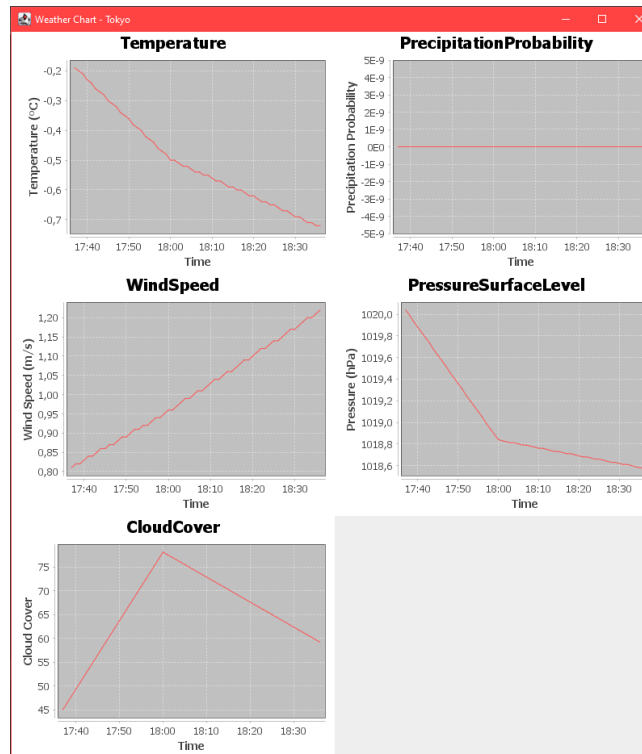 Weather Chart - Tokyo
Temperature
Temperature (°C)
-0,2
-0,3
-0,4
-0,5
-0,6
-0,7
17:40 17:50 18:00 18:10 18:20 18:30
Time
PrecipitationProbability
Precipitation Probability
5E-9
4E-9
3E-9
2E-9
1E-9
0E0
-1E-9
-2E-9
-3E-9
-4E-9
-5E-9
17:40 17:50 18:00 18:10 18:20 18:30
Time
WindSpeed
Wind Speed (m/s)
1,20
1,15
1,10
1,05
1,00
0,95
0,90
0,85
0,80
17:40 17:50 18:00 18:10 18:20 18:30
Time
PressureSurfaceLevel
Pressure (hPa)
1020,0
1019,8
1019,6
1019,4
1019,2
1019,0
1018,8
1018,6
17:40 17:50 18:00 18:10 18:20 18:30
Time
CloudCover
Cloud Cover
75
70
65
60
55
50
45
17:40 17:50 18:00 18:10 18:20 18:30
Time